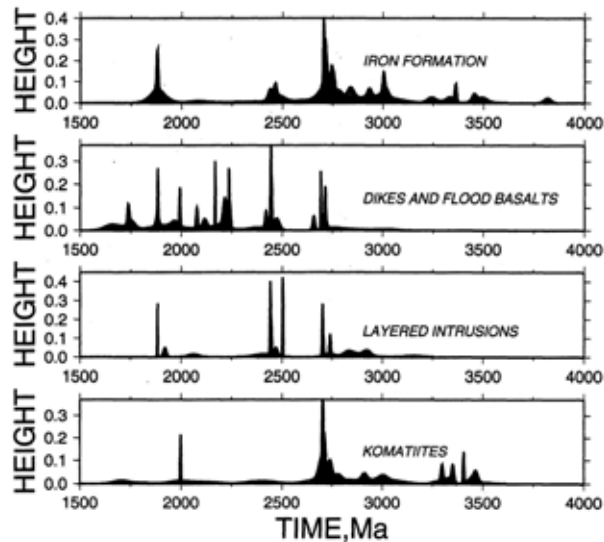 HEIGHT
0.4
0.3
0.2
0.1
0.0
IRON FORMATION
1500 2000 2500 3000 3500 4000
HEIGHT
0.3
0.2
0.1
0.0
DIKES AND FLOOD BASALTS
1500 2000 2500 3000 3500 4000
HEIGHT
0.4
0.3
0.2
0.1
0.0
LAYERED INTRUSIONS
1500 2000 2500 3000 3500 4000
HEIGHT
0.3
0.2
0.1
0.0
KOMATIITES
1500 2000 2500 3000 3500 4000
TIME,Ma